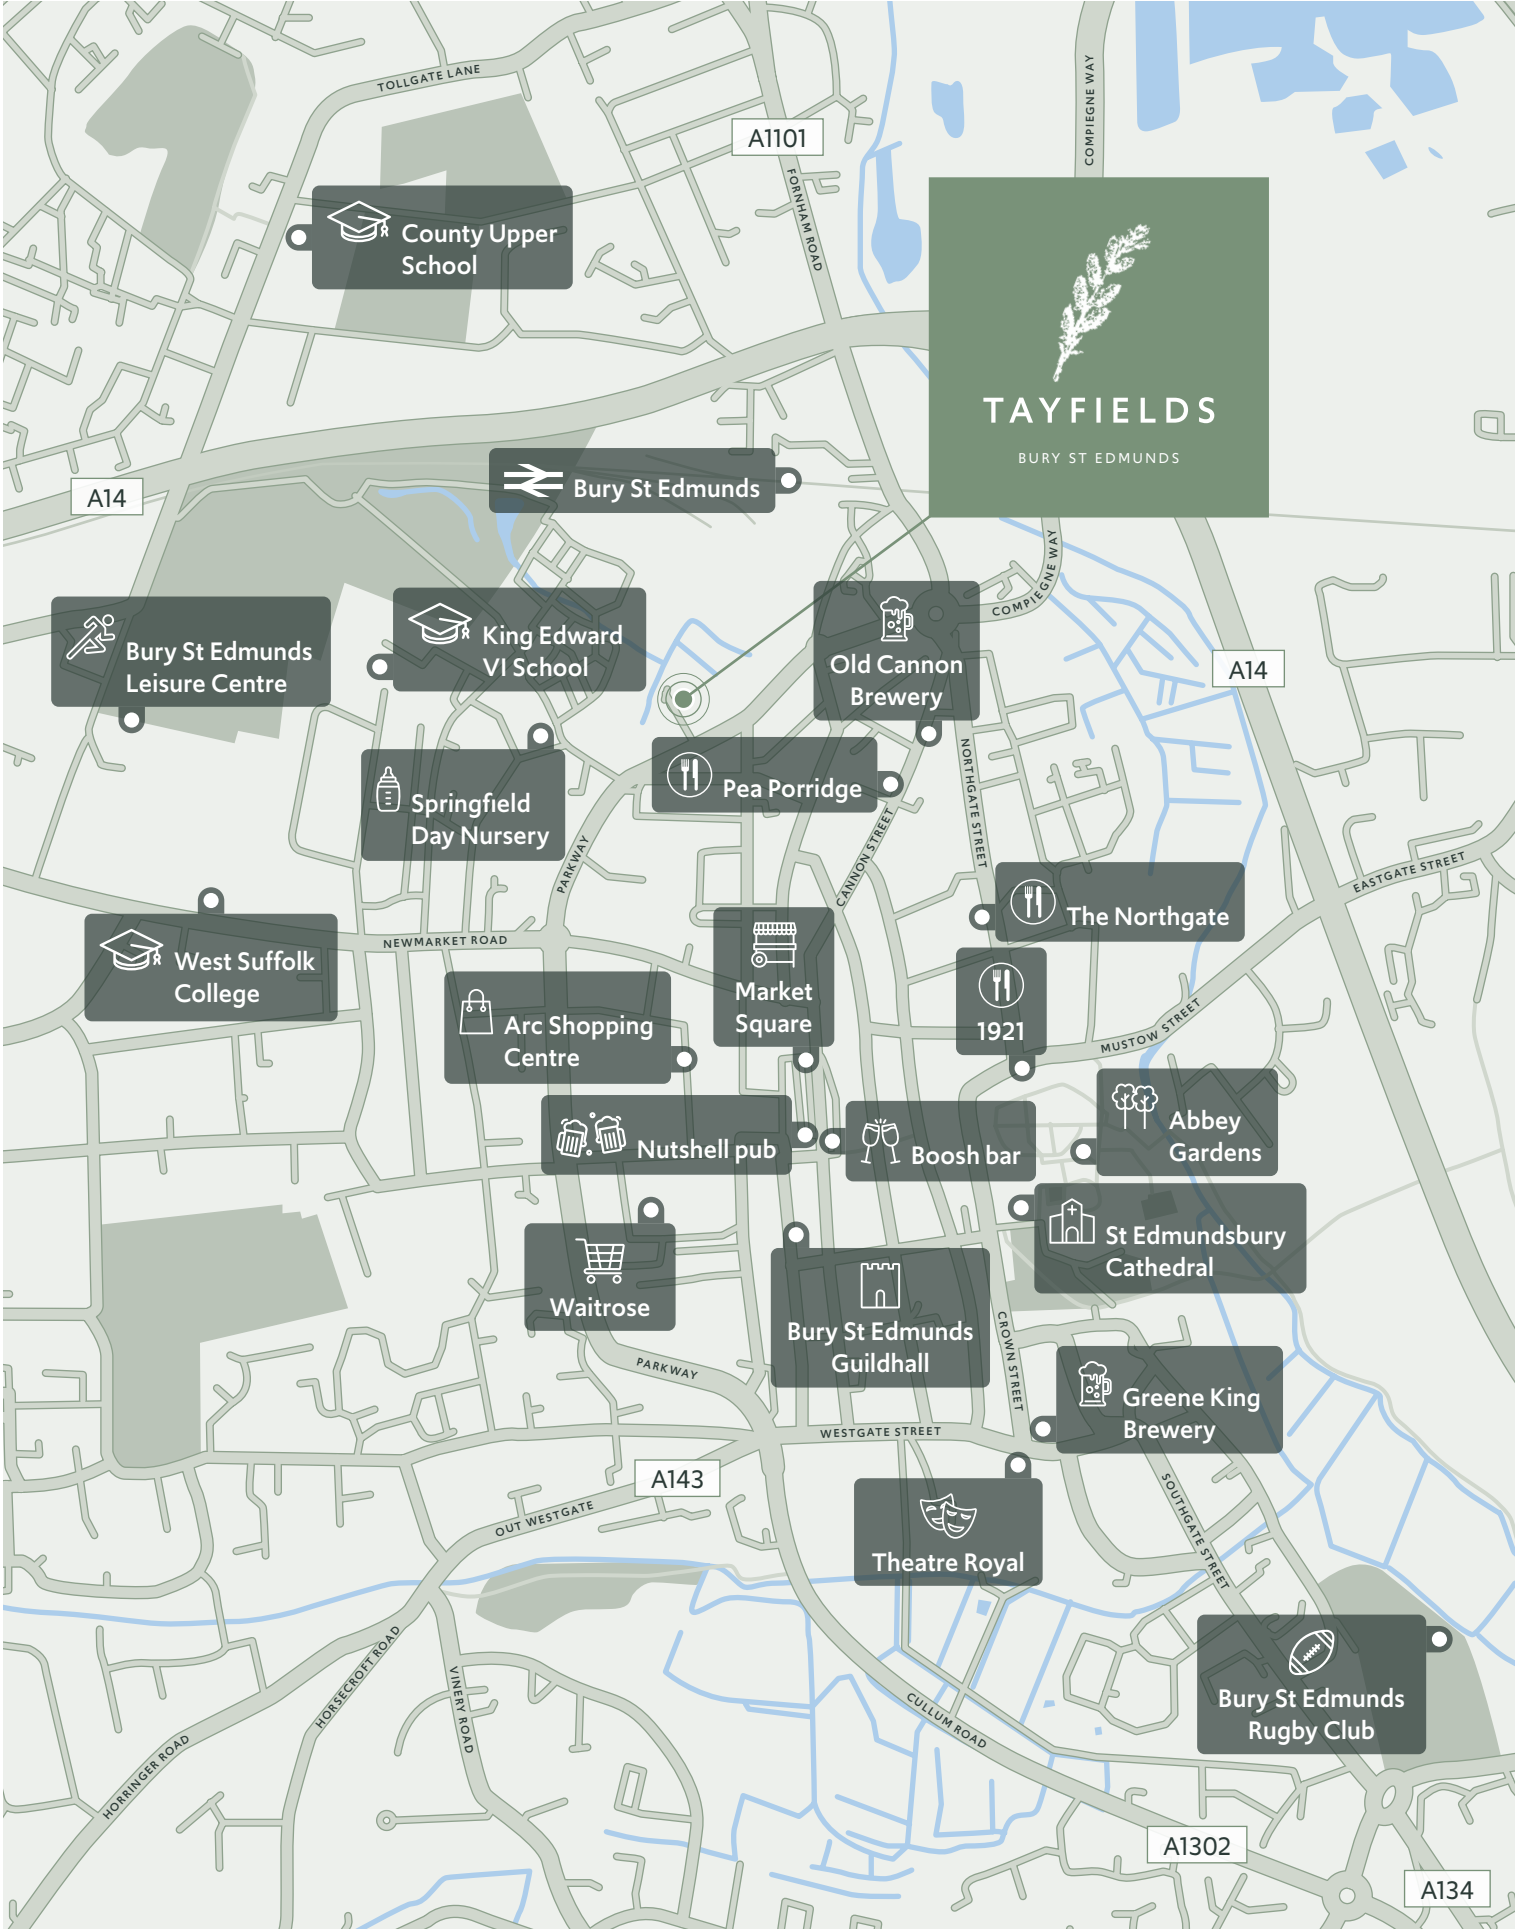 TOLLGATE LANE
COMPIEGNE WAY
A1101
FORNHAM ROAD
County Upper
School
TAYFIELDS
BURY ST EDMUNDS
A14
Bury St Edmunds
COMPIEGNE WAY
Bury St Edmunds
Leisure Centre
King Edward
VI School
Old Cannon
Brewery
A14
Springfield
Day Nursery
Pea Porridge
NORTHGATE STREET
PARKWAY
CANNON STREET
EASTGATE STREET
The Northgate
NEWMARKET ROAD
West Suffolk
College
Market
Square
Arc Shopping
Centre
1921
MUSTOW STREET
Abbey
Gardens
Nutshell pub
Boosh bar
St Edmundsbury
Cathedral
Waitrose
Bury St Edmunds
Guildhall
CROWN STREET
PARKWAY
Greene King
Brewery
WESTGATE STREET
A143
OUT WESTGATE
SOUTHGATE STREET
Theatre Royal
HORSECROFT ROAD
VINERY ROAD
CULLUM ROAD
Bury St Edmunds
Rugby Club
HORRINGER ROAD
A1302
A134